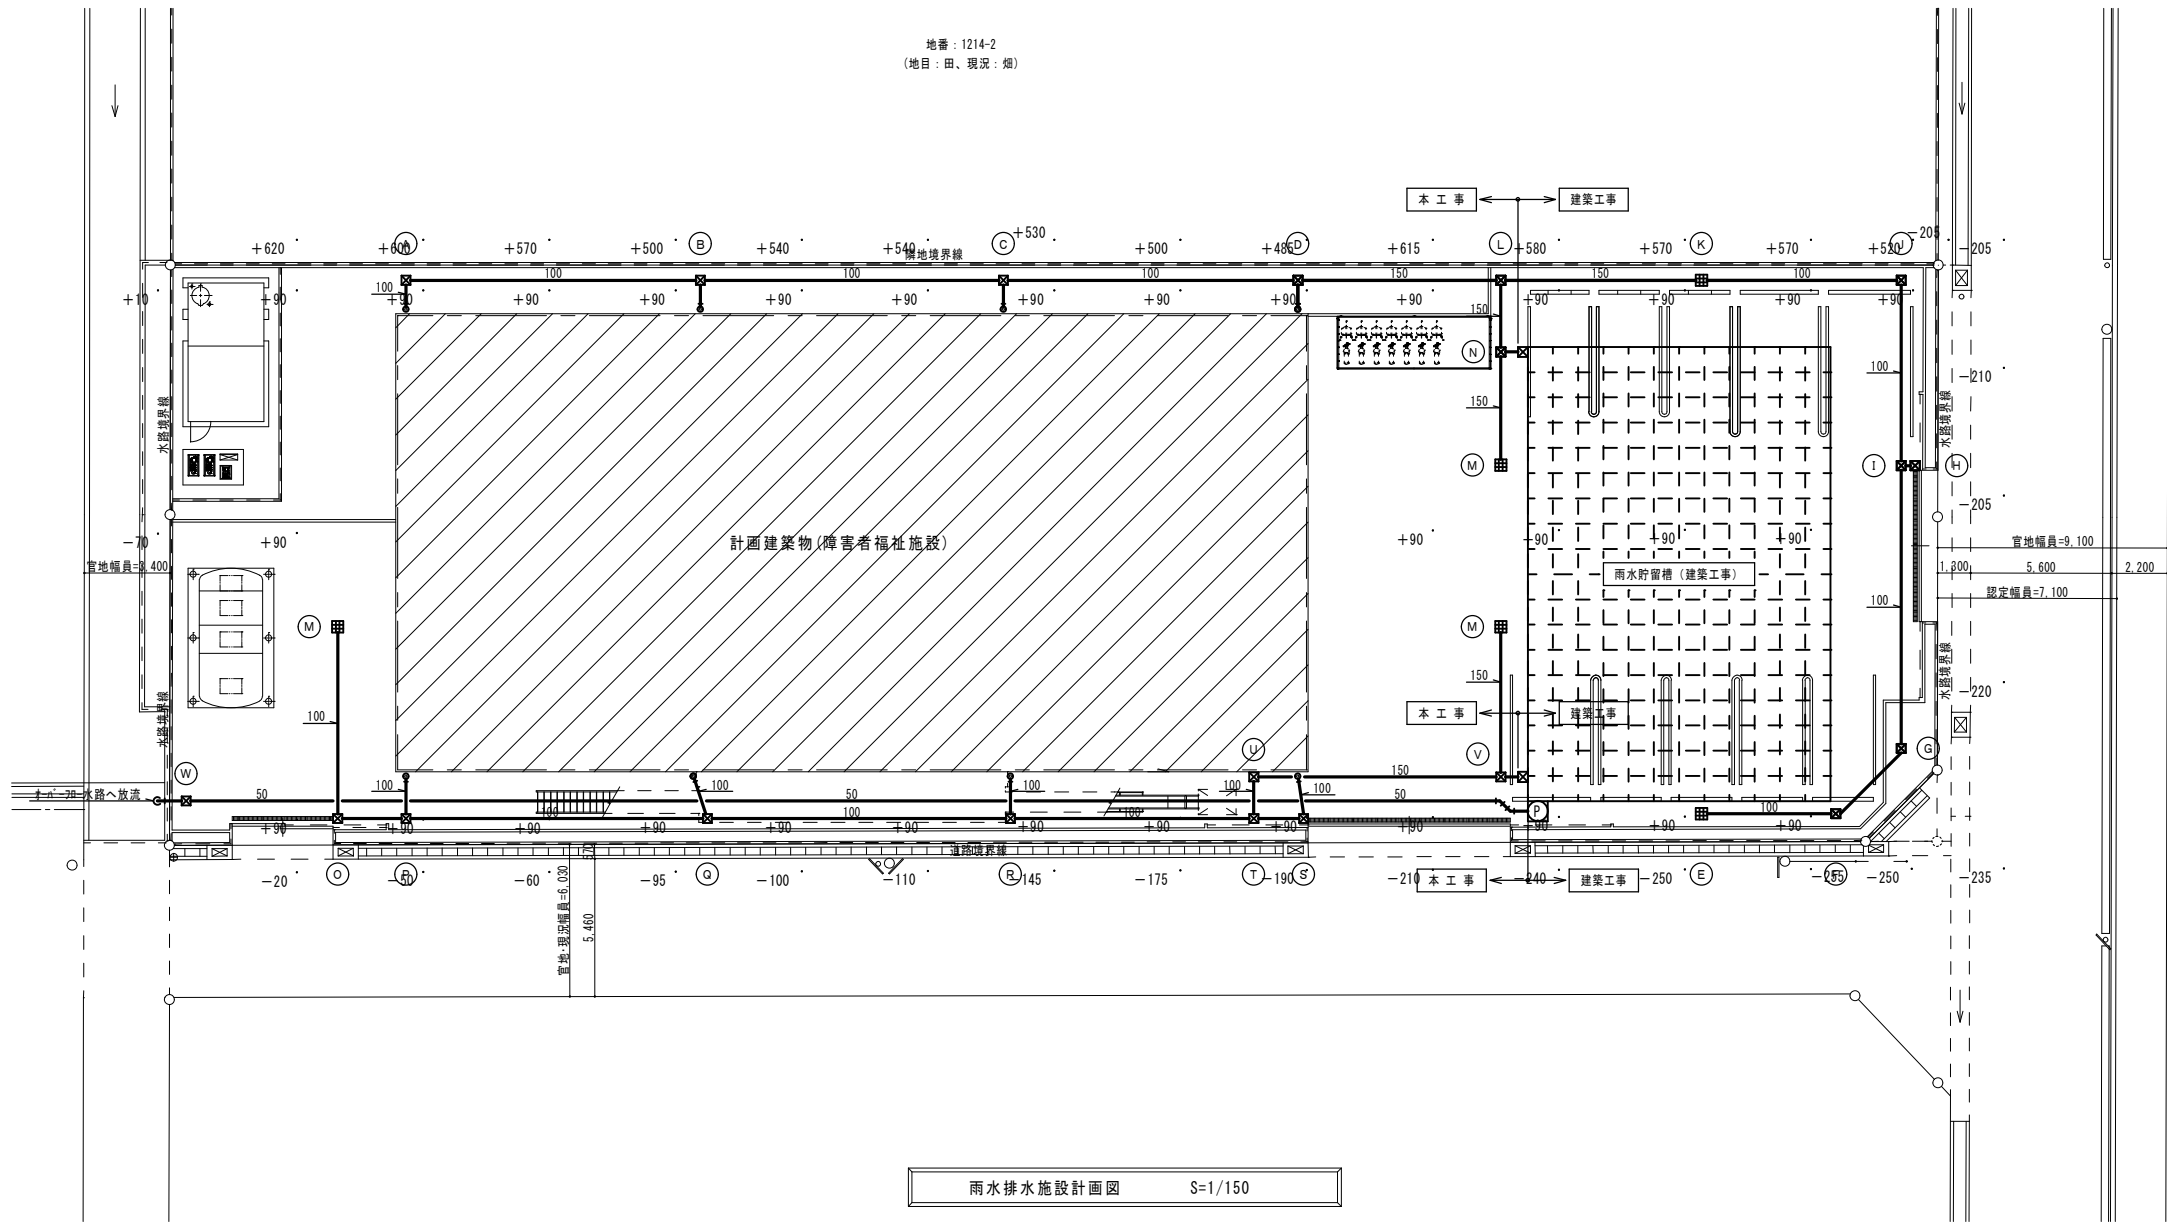 地番：1214-2
(地目：田、現況：畑)
本 工 事
建築工事
+620
+600
+570
+500
+540
+540
+530
+500
+485
+615
+580
+570
+570
+520
-205
-205
A
B
C
D
L
K
J
隣地境界線
100
100
100
150
150
100
+10
+90
100
+90
+90
+90
+90
+90
+90
+90
+90
+90
+90
+90
+90
150
N
150
M
100
-210
水路境界線
水路境界線
I
H
-205
-70
+90
計画建築物(障害者福祉施設)
+90
+90
+90
+90
官地幅員=3,400
官地幅員=9,100
1,300
5,600
2,200
認定幅員=7,100
雨水貯留槽（建築工事）
100
M
M
150
水路境界線
水路境界線
-220
100
本 工 事
建築工事
U
V
G
W
150
100
100
100
100
100
ｵｰﾊﾞｰﾌﾛｰ水路へ放流
50
50
50
P
100
100
100
100
+90
+90
+90
+90
+90
+90
+90
+90
+90
+90
+90
+90
+90
570
道路境界線
O
P
Q
R
T
S
E
F
-20
-50
-60
-95
-100
-110
-145
-175
-190
-210
本 工 事
建築工事
-240
-250
-255
-250
-235
官地・現況幅員=6,030
5,460
雨水排水施設計画図 S=1/150